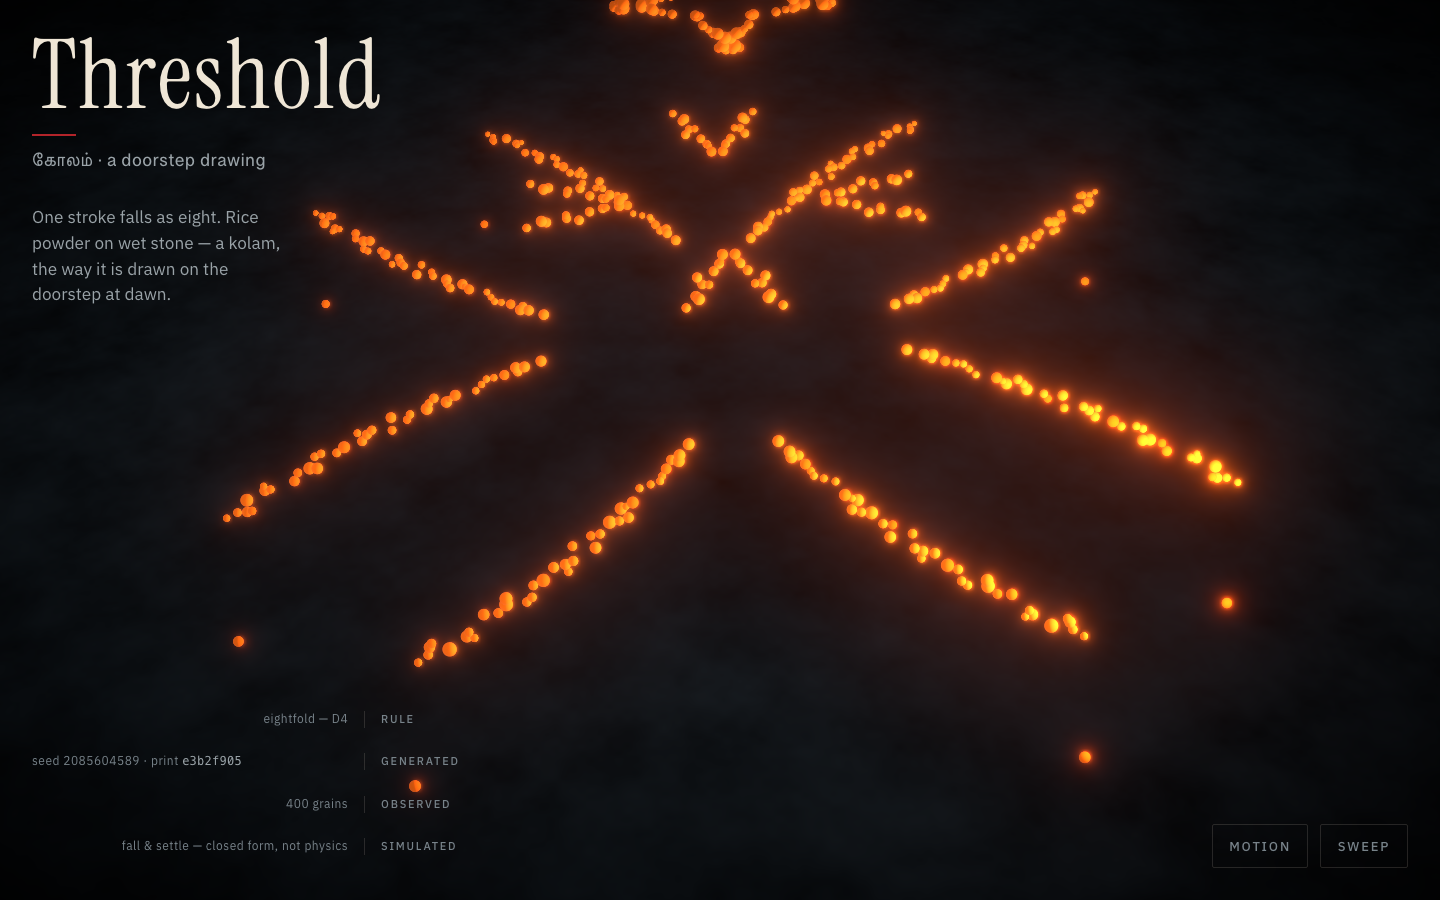 Threshold
கோலம் · a doorstep drawing
One stroke falls as eight. Rice
powder on wet stone — a kolam,
the way it is drawn on the
doorstep at dawn.
eightfold — D4 RULE
seed 2085604589 · print e3b2f905 GENERATED
400 grains OBSERVED
fall & settle — closed form, not physics SIMULATED
MOTION SWEEP